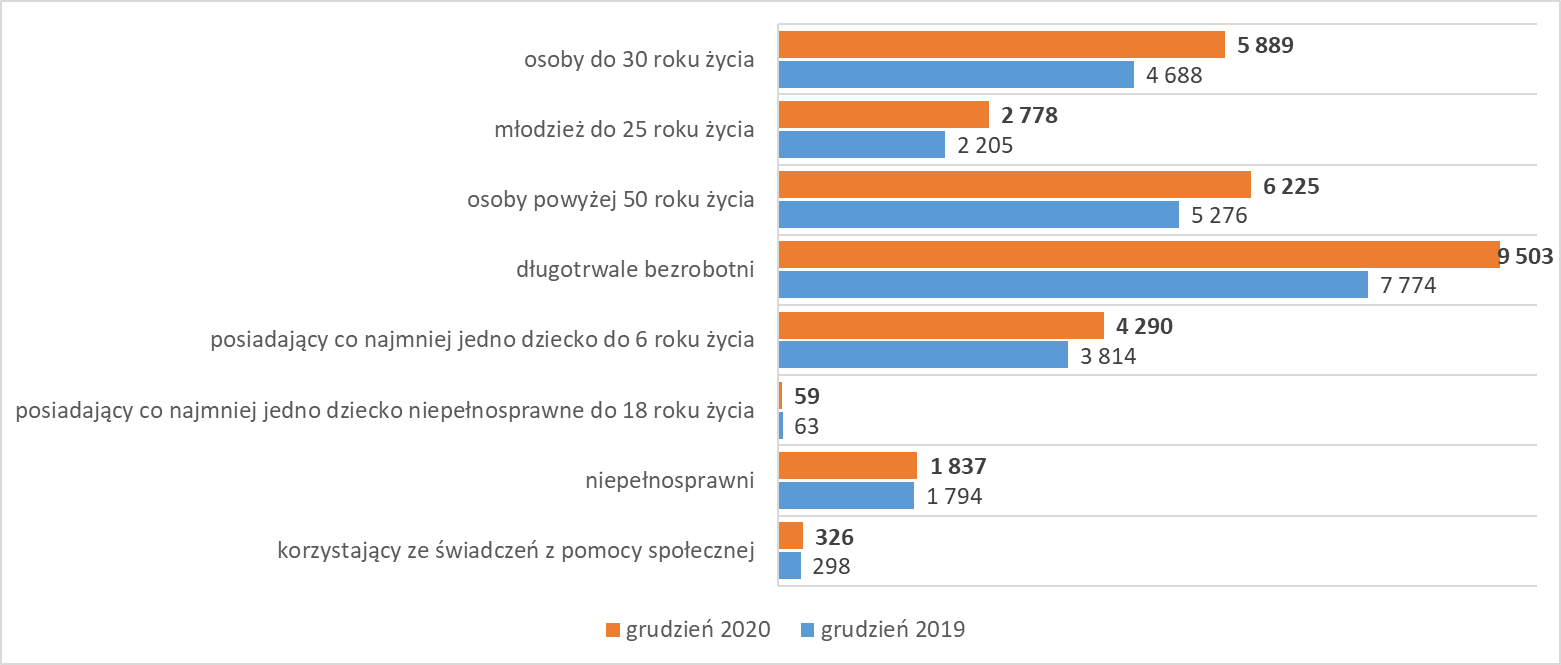 osoby do 30 roku życia
5 889
4 688
młodzież do 25 roku życia
2 778
2 205
osoby powyżej 50 roku życia
6 225
5 276
długotrwale bezrobotni
9 503
7 774
posiadający co najmniej jedno dziecko do 6 roku życia
4 290
3 814
posiadający co najmniej jedno dziecko niepełnosprawne do 18 roku życia
59
63
niepełnosprawni
1 837
1 794
korzystający ze świadczeń z pomocy społecznej
326
298
grudzień 2020 grudzień 2019